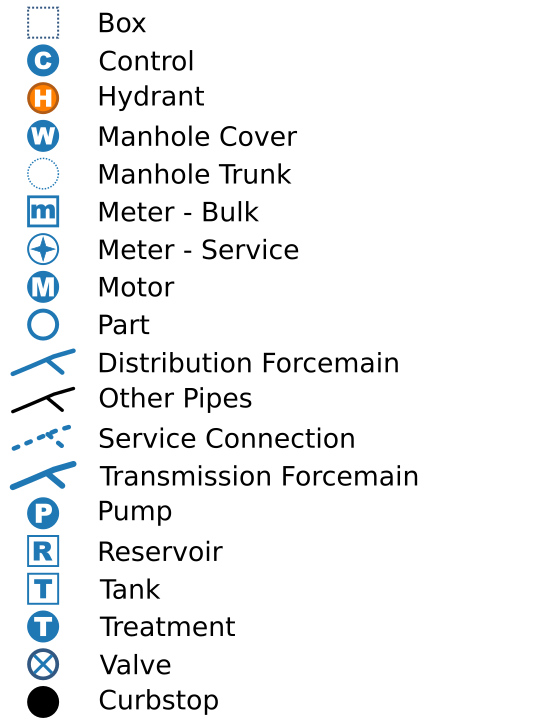 Box
C Control
H Hydrant
W Manhole Cover
Manhole Trunk
m Meter - Bulk
Meter - Service
M Motor
Part
Distribution Forcemain
Other Pipes
Service Connection
Transmission Forcemain
P Pump
R Reservoir
T Tank
T Treatment
Valve
Curbstop